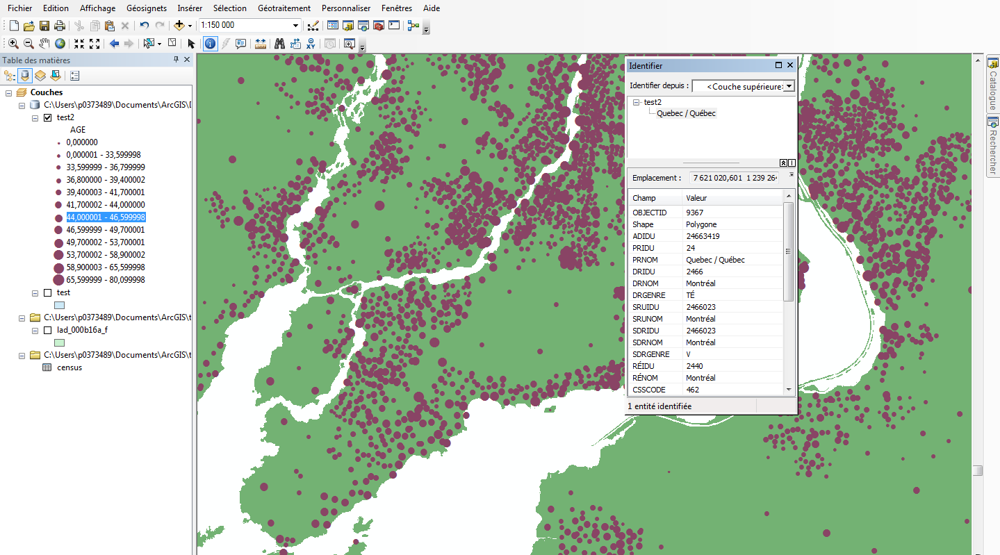 Fichier Edition Affichage Géosignets Insérer Sélection Géotraitement Personnaliser Fenêtres Aide
1:150 000
Table des matières
Couches
C:\Users\p0373489\Documents\ArcGIS\D
test2
AGE
0,000000
0,000001 - 33,599998
33,599999 - 36,799999
36,800000 - 39,400002
39,400003 - 41,700001
41,700002 - 44,000000
44,000001 - 46,599998
46,599999 - 49,700001
49,700002 - 53,700001
53,700002 - 58,900002
58,900003 - 65,599998
65,599999 - 80,099998
test
C:\Users\p0373489\Documents\ArcGIS\t
lad_000b16a_f
C:\Users\p0373489\Documents\ArcGIS\t
census
Identifier
Identifier depuis : <Couche supérieure>
test2
Quebec / Québec
Emplacement : 7 621 020,601 1 239 26
Champ Valeur
OBJECTID 9367
Shape Polygone
ADIDU 24663419
PRIDU 24
PRNOM Quebec / Québec
DRIDU 2466
DRNOM Montréal
DRGENRE TÉ
SRUIDU 2466023
SRUNOM Montréal
SDRIDU 2466023
SDRNOM Montréal
SDRGENRE V
RÉIDU 2440
RÉNOM Montréal
CSSCODE 462
1 entité identifiée
Catalogue
Rechercher